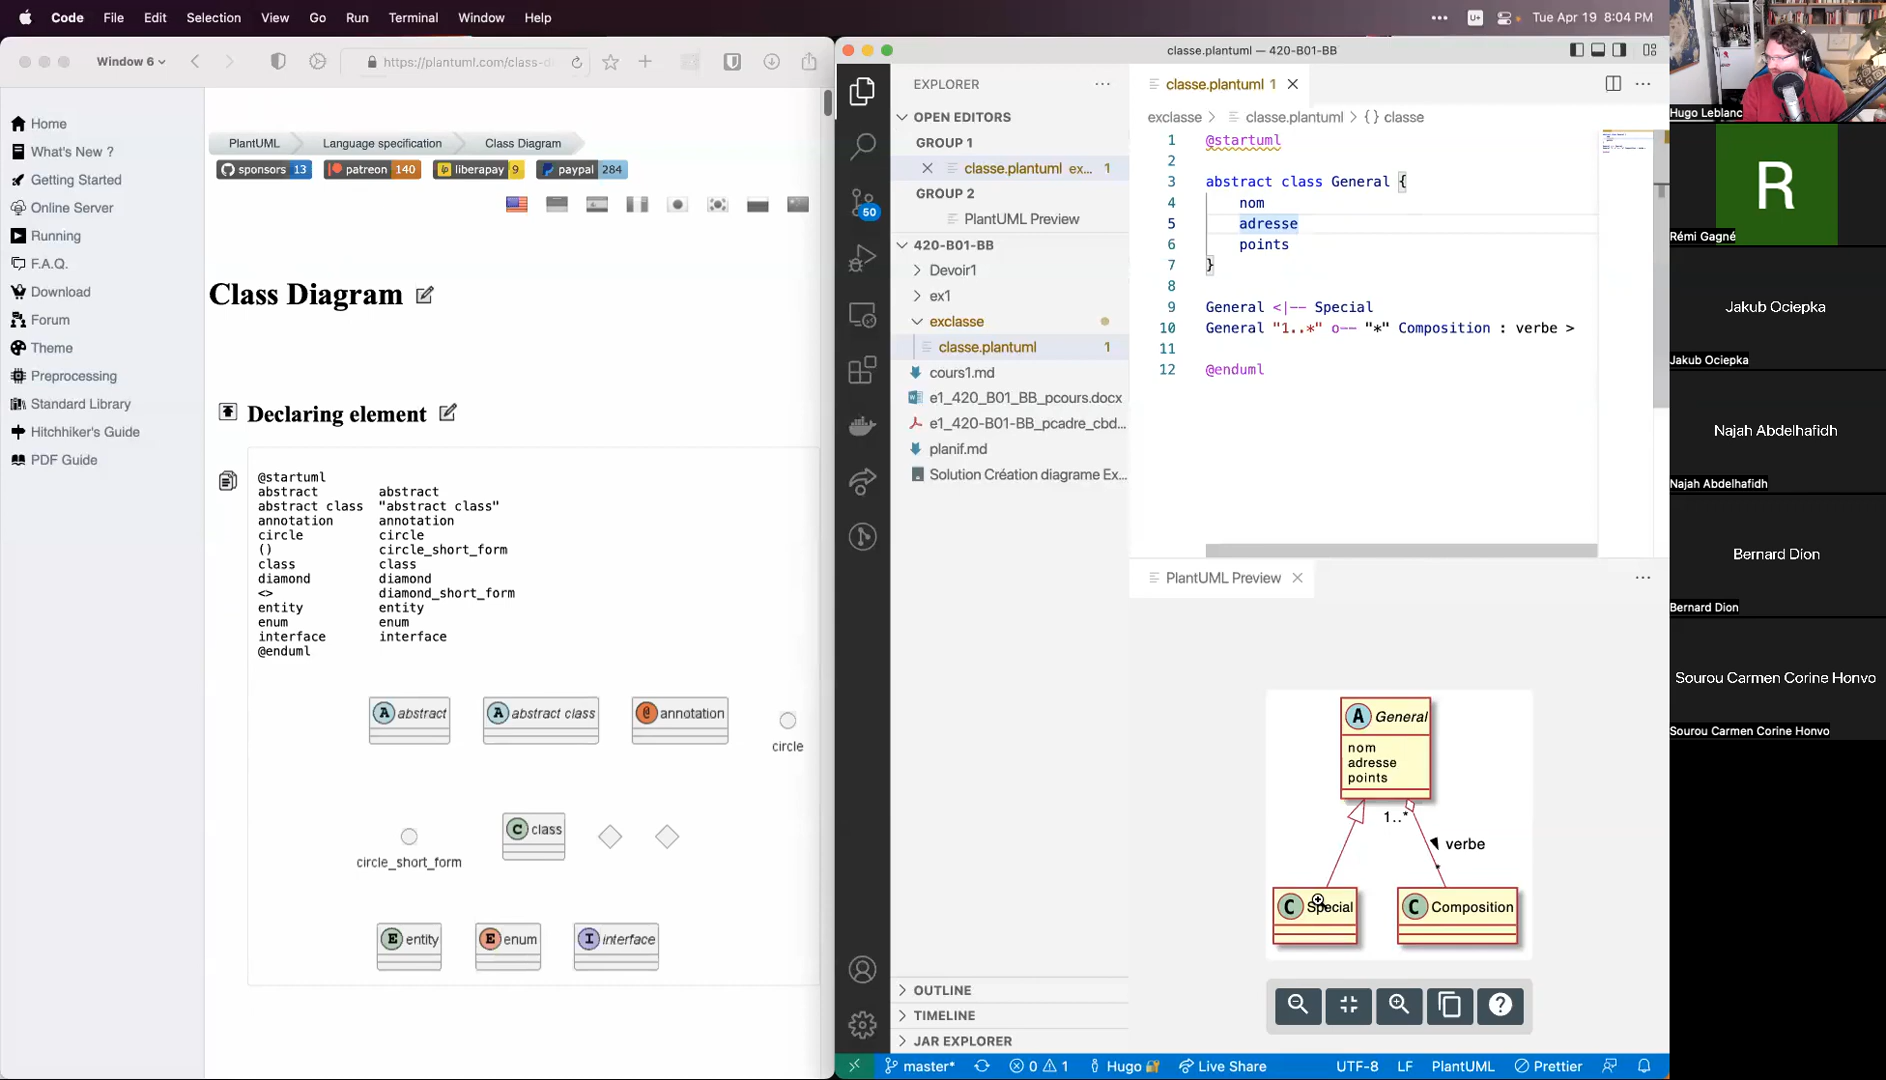 Code File Edit Selection View Go Run Terminal Window Help
Tue Apr 19 8:04 PM
Window 6
https://plantuml.com/class-d
Home
What's New ?
Getting Started
Online Server
Running
F.A.Q.
Download
Forum
Theme
Preprocessing
Standard Library
Hitchhiker's Guide
PDF Guide
PlantUML Language specification Class Diagram
sponsors 13 patreon 140 liberapay 9 paypal 284
Class Diagram
Declaring element
@startuml
abstract abstract
abstract class "abstract class"
annotation annotation
circle circle
() circle_short_form
class class
diamond diamond
<> diamond_short_form
entity entity
enum enum
interface interface
@enduml
A abstract A abstract class @ annotation
circle
C class
circle_short_form
E entity E enum I interface
classe.plantuml — 420-B01-BB
EXPLORER
OPEN EDITORS
GROUP 1
classe.plantuml ex... 1
GROUP 2
PlantUML Preview
50
420-B01-BB
Devoir1
ex1
exclasse
classe.plantuml 1
cours1.md
e1_420_B01_BB_pcours.docx
e1_420-B01-BB_pcadre_cbd...
planif.md
Solution Création diagrame Ex...
OUTLINE
TIMELINE
JAR EXPLORER
classe.plantuml 1
exclasse > classe.plantuml > { } classe
1 @startuml
2
3 abstract class General {
4 nom
5 adresse
6 points
7 }
8
9 General <|-- Special
10 General "1..*" o-- "*" Composition : verbe >
11
12 @enduml
PlantUML Preview
A General
nom
adresse
points
1..*
verbe
*
C Special C Composition
master* 0 1 Hugo Live Share UTF-8 LF PlantUML Prettier
Hugo Leblanc
R
Rémi Gagné
Jakub Ociepka
Jakub Ociepka
Najah Abdelhafidh
Najah Abdelhafidh
Bernard Dion
Bernard Dion
Sourou Carmen Corine Honvo
Sourou Carmen Corine Honvo